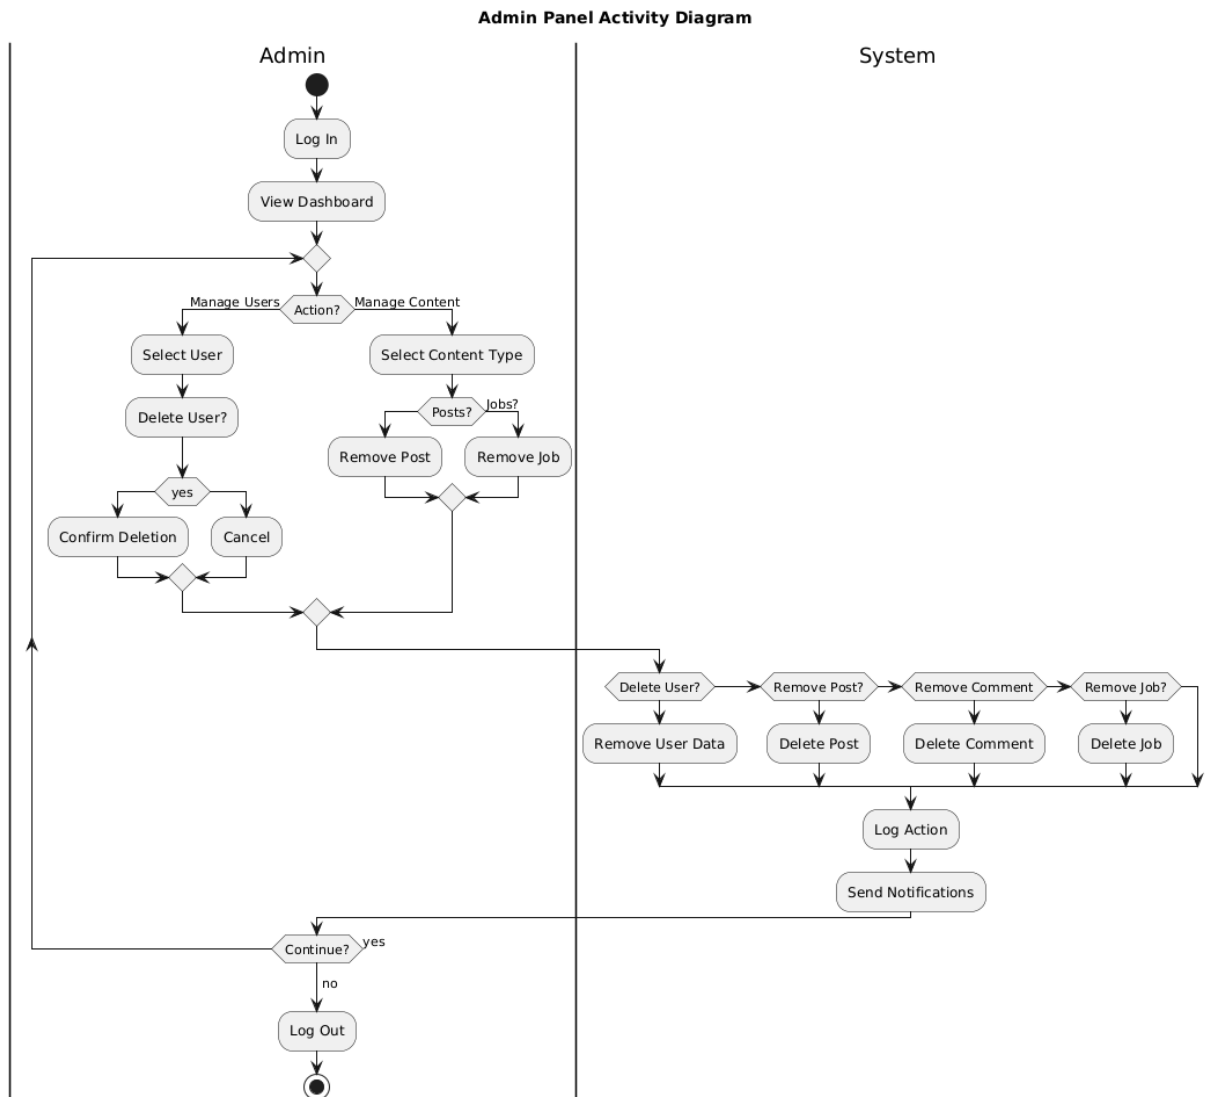 Admin Panel Activity Diagram
Admin
System
Log In
View Dashboard
Manage Users
Action?
Manage Content
Select User
Select Content Type
Delete User?
Posts?
Jobs?
Remove Post
Remove Job
yes
Confirm Deletion
Cancel
Delete User?
Remove Post?
Remove Comment
Remove Job?
Remove User Data
Delete Post
Delete Comment
Delete Job
Log Action
Send Notifications
Continue?
yes
no
Log Out